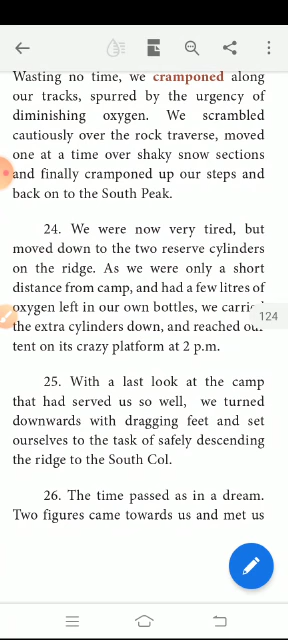 Wasting no time, we cramponed along
our tracks, spurred by the urgency of
diminishing oxygen. We scrambled
cautiously over the rock traverse, moved
one at a time over shaky snow sections
and finally cramponed up our steps and
back on to the South Peak.
24. We were now very tired, but
moved down to the two reserve cylinders
on the ridge. As we were only a short
distance from camp, and had a few litres of
oxygen left in our own bottles, we
124
the extra cylinders down, and reached
tent on its crazy platform at 2 p.m.
25. With a last look at the camp
that had served us so well, we turned
downwards with dragging feet and set
ourselves to the task of safely descending
the ridge to the South Col.
26. The time passed as in a dream.
Two figures came towards us and met us